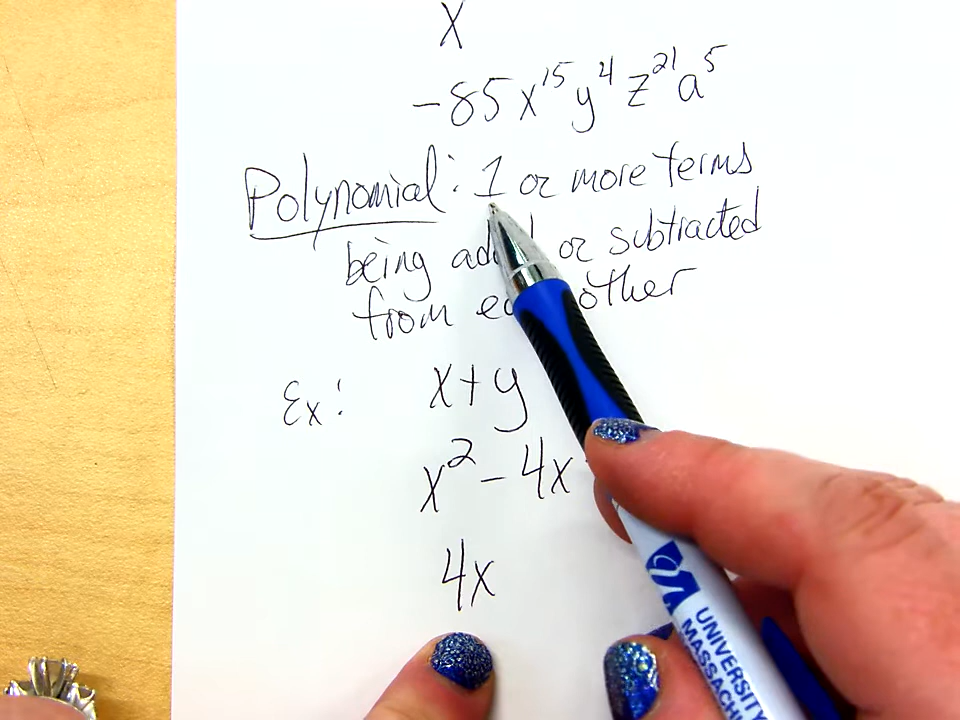 x
-85x¹⁵y⁴z²¹a⁵
Polynomial: 1 or more terms
being or subtracted
from other
Ex: x+y
x² - 4x
4x
UNIVERSITY